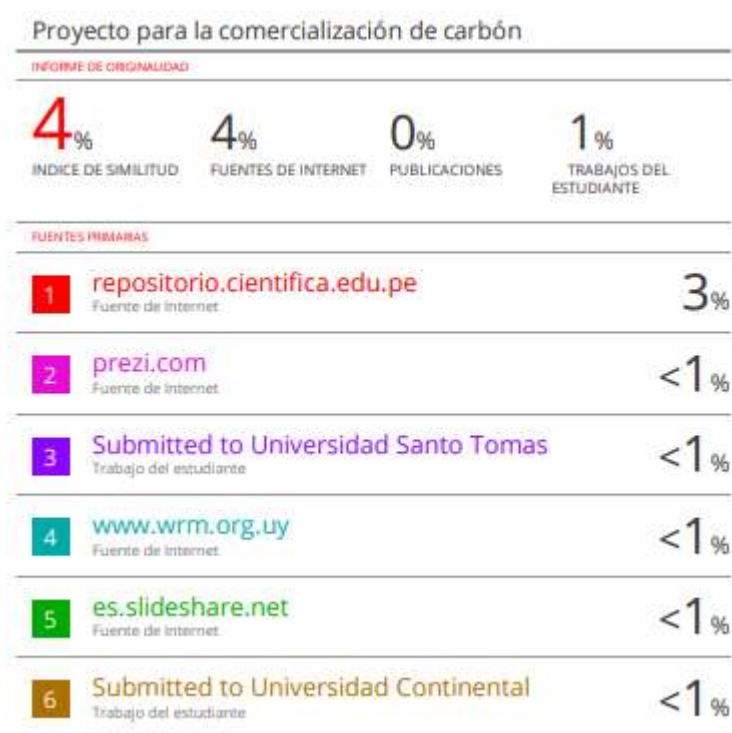 Proyecto para la comercialización de carbón
INFORME DE ORIGINALIDAD
4% 4% 0% 1%
INDICE DE SIMILITUD FUENTES DE INTERNET PUBLICACIONES TRABAJOS DEL
ESTUDIANTE
FUENTES PRIMARIAS
1 repositorio.cientifica.edu.pe 3%
Fuente de Internet
2 prezi.com <1%
Fuente de Internet
3 Submitted to Universidad Santo Tomas <1%
Trabajo del estudiante
4 www.wrm.org.uy <1%
Fuente de Internet
5 es.slideshare.net <1%
Fuente de Internet
6 Submitted to Universidad Continental <1%
Trabajo del estudiante